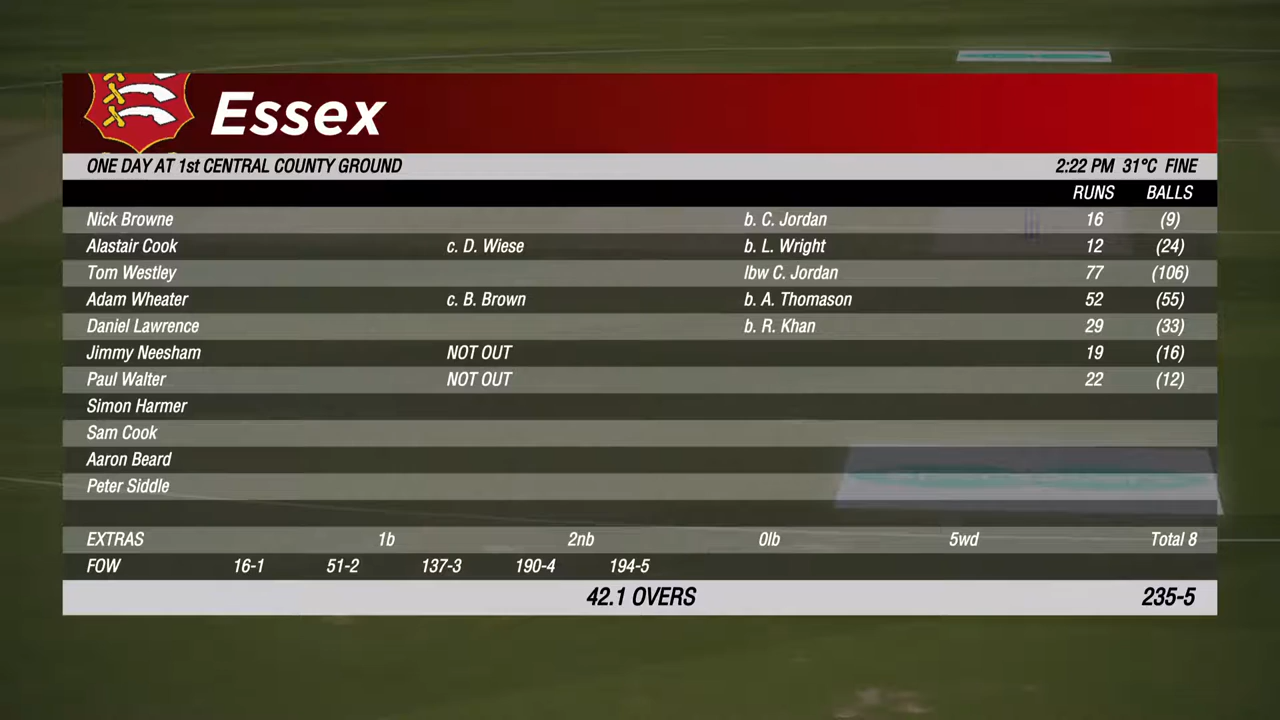 Essex
ONE DAY AT 1st CENTRAL COUNTY GROUND 2:22 PM 31°C FINE
RUNS BALLS
Nick Browne b. C. Jordan 16 (9)
Alastair Cook c. D. Wiese b. L. Wright 12 (24)
Tom Westley lbw C. Jordan 77 (106)
Adam Wheater c. B. Brown b. A. Thomason 52 (55)
Daniel Lawrence b. R. Khan 29 (33)
Jimmy Neesham NOT OUT 19 (16)
Paul Walter NOT OUT 22 (12)
Simon Harmer
Sam Cook
Aaron Beard
Peter Siddle
EXTRAS 1b 2nb 0lb 5wd Total 8
FOW 16-1 51-2 137-3 190-4 194-5
42.1 OVERS 235-5